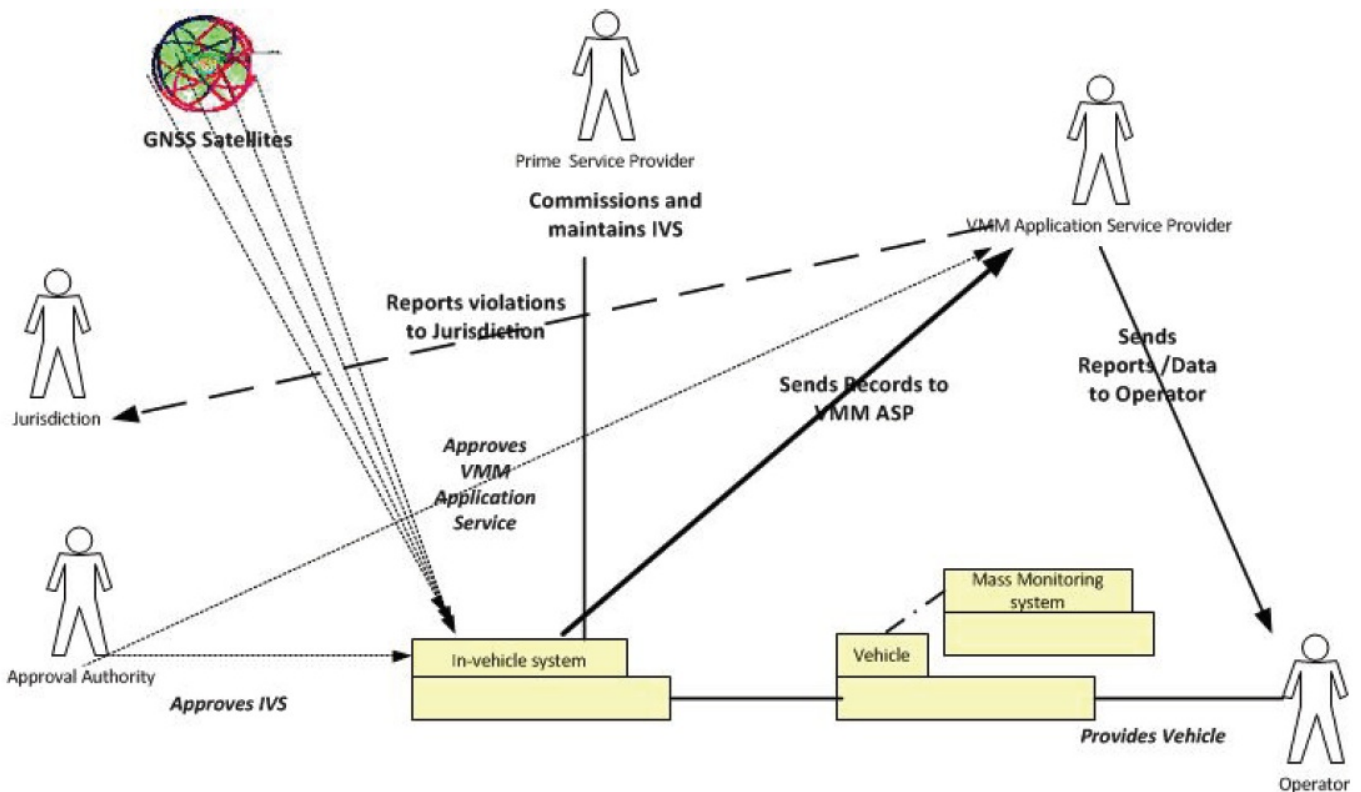 GNSS Satellites
Prime Service Provider
Commissions and
maintains IVS
VMM Application Service Provider
Reports violations
to Jurisdiction
Sends
Reports /Data
to Operator
Sends Records to
VMM ASP
Jurisdiction
Approves
VMM
Application
Service
Mass Monitoring
system
In-vehicle system
Vehicle
Approval Authority
Approves IVS
Provides Vehicle
Operator